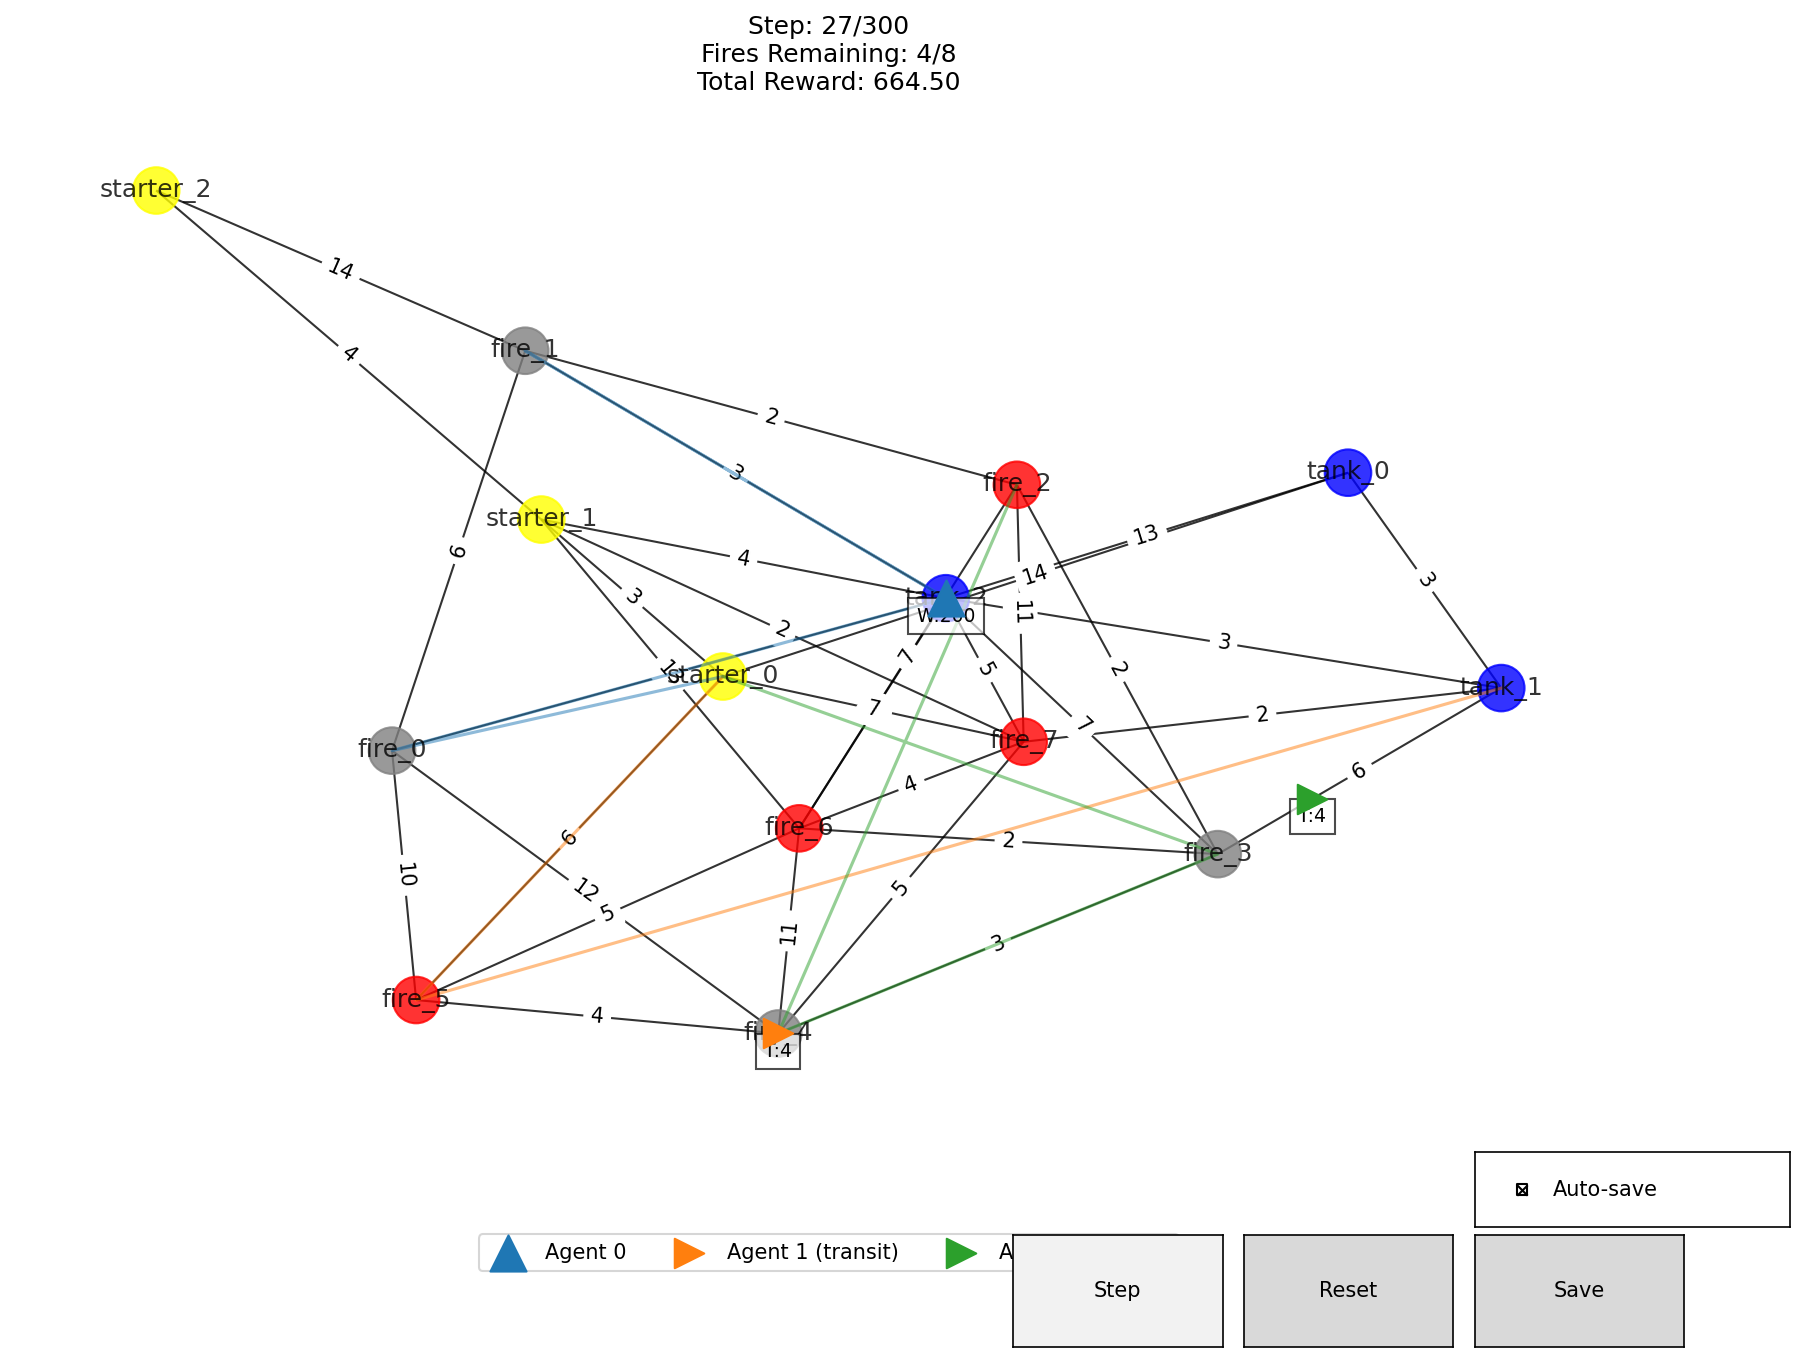 Step: 27/300
Fires Remaining: 4/8
Total Reward: 664.50
starter_2
14
4
fire_1
2
3
6
fire_2
tank_0
starter_1
4
13
14
3
11
3
2
W:200
3
7
5
2
7
starter_0
tank_1
fire_0
7
2
fire_7
6
T:4
4
6
fire_6
2
fire_3
10
12
5
5
11
3
fire_5
4
T:4
Auto-save
Agent 0
Agent 1 (transit)
Step
Reset
Save